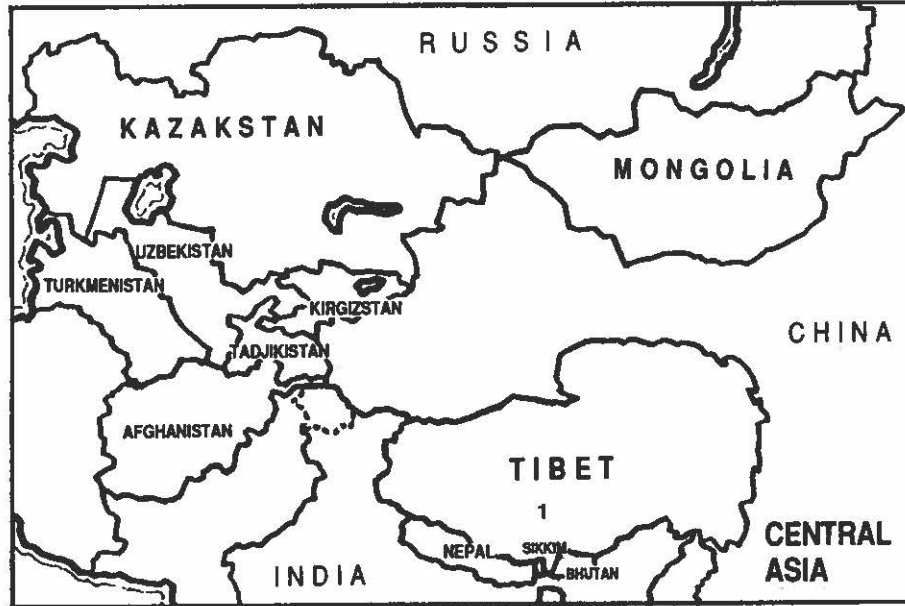 RUSSIA
KAZAKSTAN
MONGOLIA
UZBEKISTAN
TURKMENISTAN
KIRGIZSTAN
CHINA
TADJIKISTAN
AFGHANISTAN
TIBET
1
NEPAL
SIKKIM
BHUTAN
INDIA
CENTRAL
ASIA